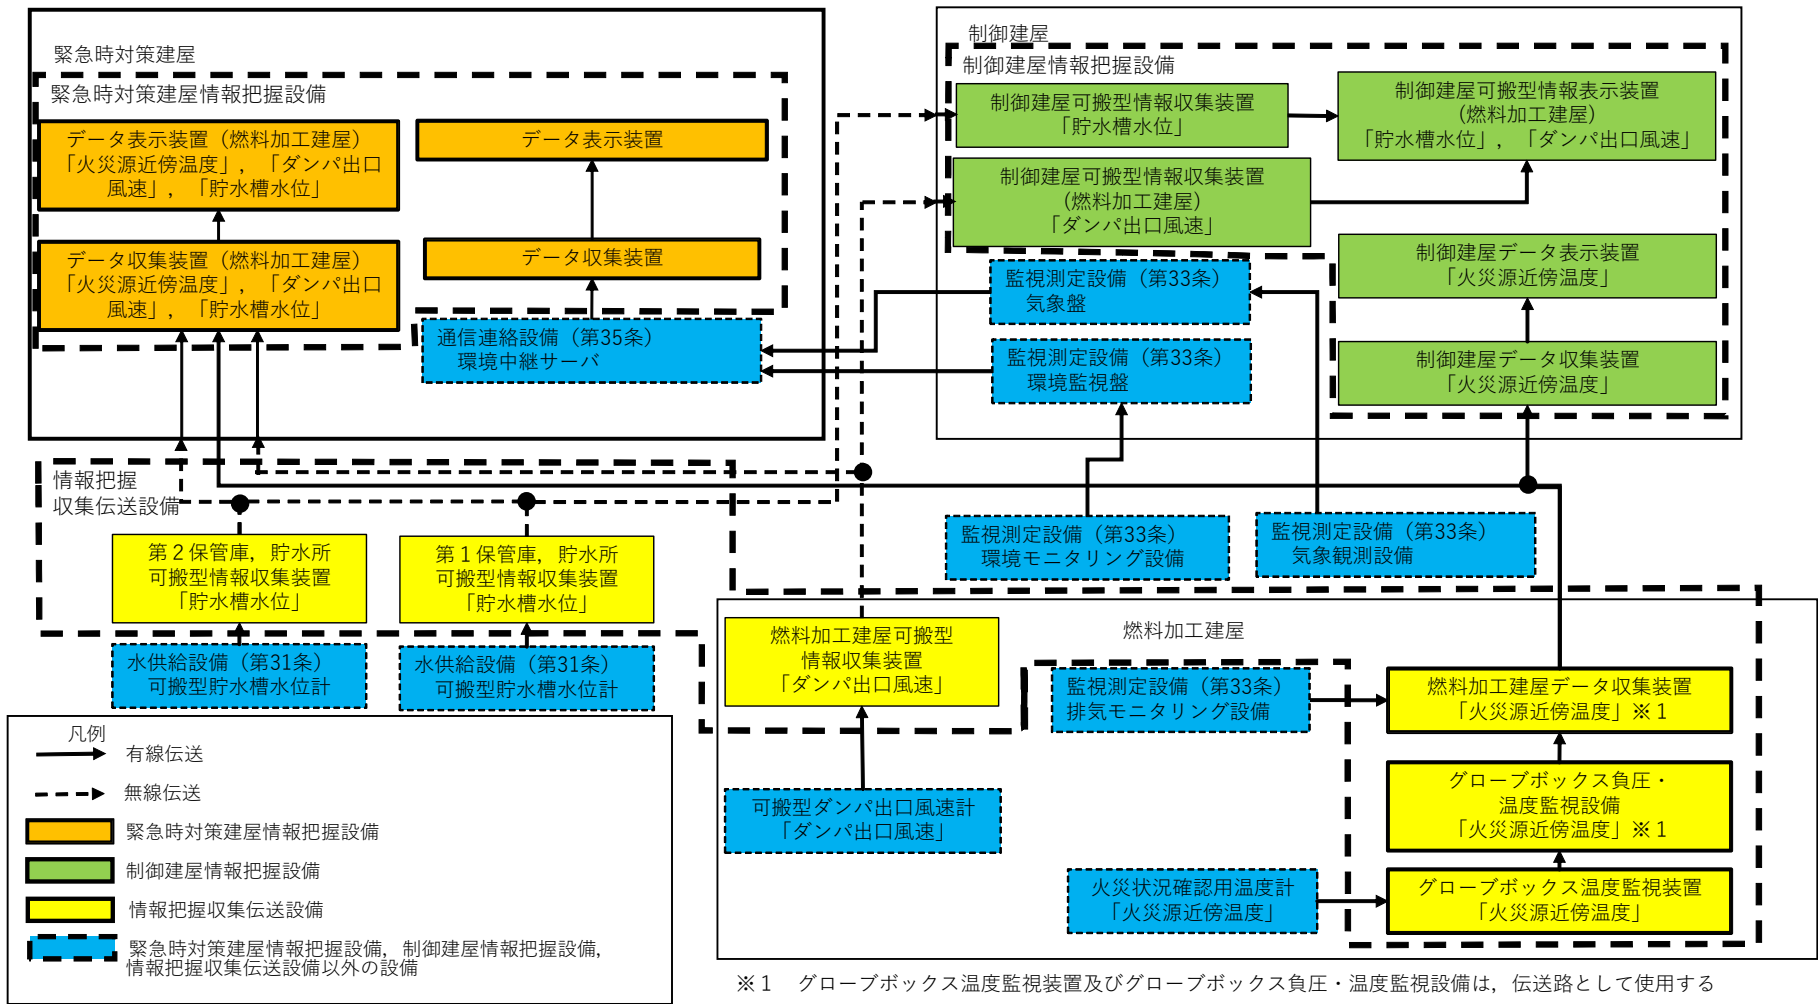 緊急時対策建屋
緊急時対策建屋情報把握設備
データ表示装置（燃料加工建屋）
「火災源近傍温度」，「ダンパ出口
風速」，「貯水槽水位」
データ表示装置
データ収集装置（燃料加工建屋）
「火災源近傍温度」，「ダンパ出口
風速」，「貯水槽水位」
データ収集装置
通信連絡設備（第35条）
環境中継サーバ
制御建屋
制御建屋情報把握設備
制御建屋可搬型情報収集装置
「貯水槽水位」
制御建屋可搬型情報表示装置
(燃料加工建屋)
「貯水槽水位」，「ダンパ出口風速」
制御建屋可搬型情報収集装置
(燃料加工建屋)
「ダンパ出口風速」
制御建屋データ表示装置
「火災源近傍温度」
監視測定設備（第33条）
気象盤
監視測定設備（第33条）
環境監視盤
制御建屋データ収集装置
「火災源近傍温度」
情報把握
収集伝送設備
第２保管庫，貯水所
可搬型情報収集装置
「貯水槽水位」
第１保管庫，貯水所
可搬型情報収集装置
「貯水槽水位」
水供給設備（第31条）
可搬型貯水槽水位計
水供給設備（第31条）
可搬型貯水槽水位計
監視測定設備（第33条）
環境モニタリング設備
監視測定設備（第33条）
気象観測設備
燃料加工建屋
燃料加工建屋可搬型
情報収集装置
「ダンパ出口風速」
監視測定設備（第33条）
排気モニタリング設備
燃料加工建屋データ収集装置
「火災源近傍温度」※１
グローブボックス負圧・
温度監視設備
「火災源近傍温度」※１
可搬型ダンパ出口風速計
「ダンパ出口風速」
火災状況確認用温度計
「火災源近傍温度」
グローブボックス温度監視装置
「火災源近傍温度」
凡例
有線伝送
無線伝送
緊急時対策建屋情報把握設備
制御建屋情報把握設備
情報把握収集伝送設備
緊急時対策建屋情報把握設備，制御建屋情報把握設備，
情報把握収集伝送設備以外の設備
※１　グローブボックス温度監視装置及びグローブボックス負圧・温度監視設備は，伝送路として使用する